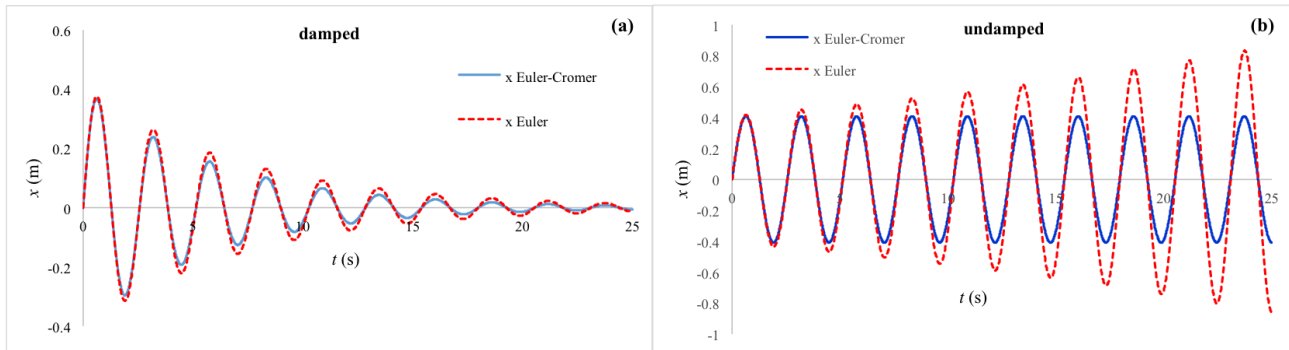 damped
(a)
x Euler-Cromer
x Euler
0.6
0.4
0.2
0
-0.2
-0.4
x (m)
0
5
10
15
20
25
t (s)
undamped
(b)
x Euler-Cromer
x Euler
1
0.8
0.6
0.4
0.2
0
-0.2
-0.4
-0.6
-0.8
-1
x (m)
0
5
10
15
20
25
t (s)